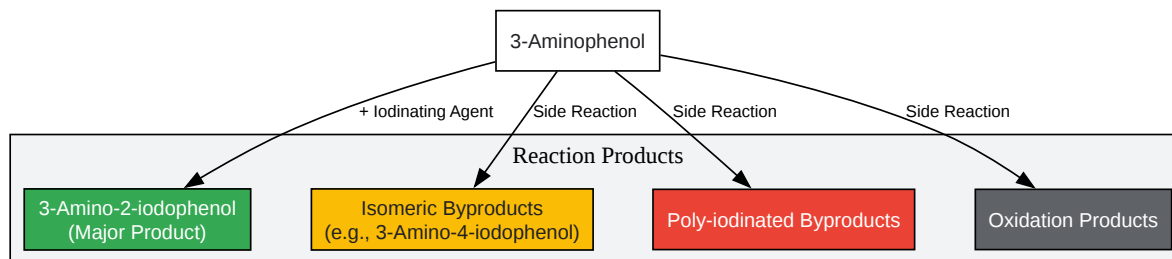 3-Aminophenol
+ Iodinating Agent
Side Reaction
Side Reaction
Side Reaction
Reaction Products
3-Amino-2-iodophenol
(Major Product)
Isomeric Byproducts
(e.g., 3-Amino-4-iodophenol)
Poly-iodinated Byproducts
Oxidation Products